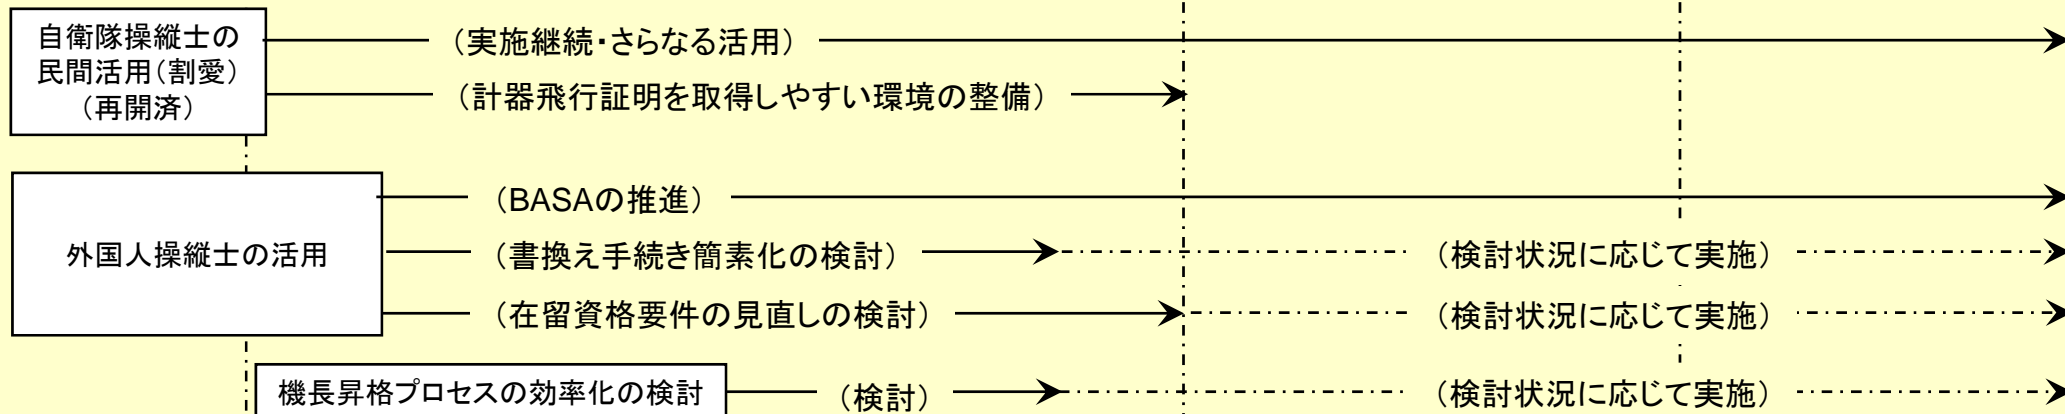 自衛隊操縦士の
民間活用(割愛)
(再開済)
(実施継続・さらなる活用)
(計器飛行証明を取得しやすい環境の整備)
外国人操縦士の活用
(BASAの推進)
(書換え手続き簡素化の検討)
(検討状況に応じて実施)
(在留資格要件の見直しの検討)
(検討状況に応じて実施)
機長昇格プロセスの効率化の検討
(検討)
(検討状況に応じて実施)